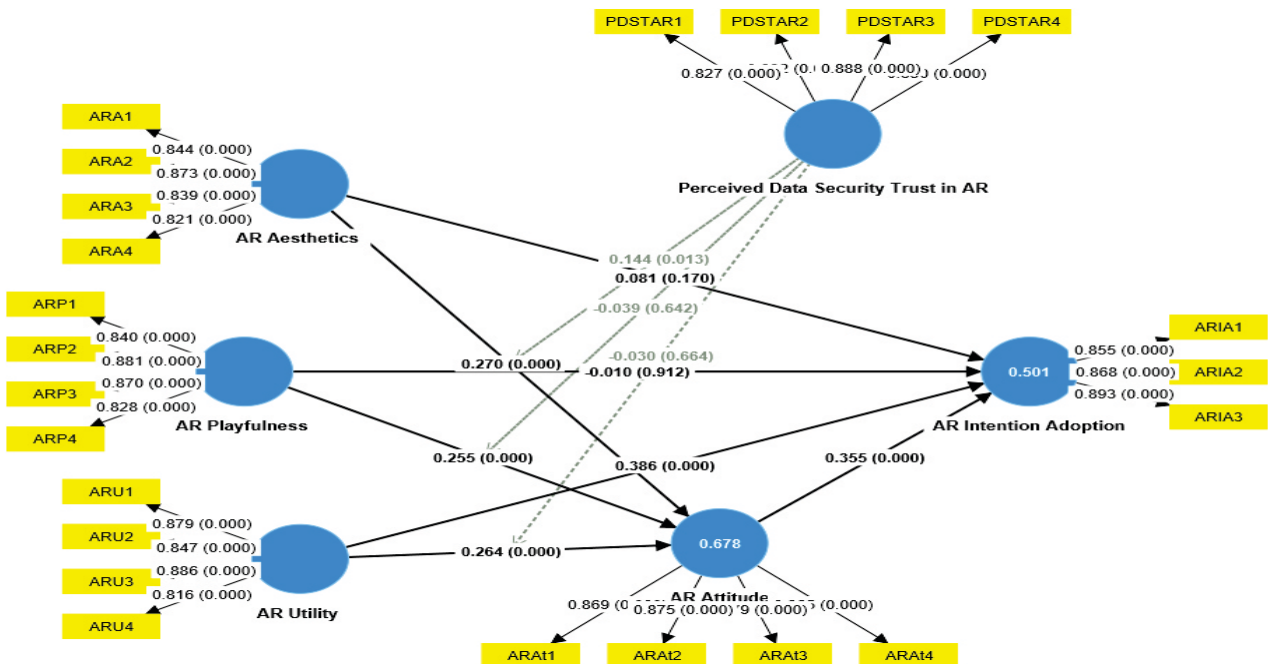 PDSTAR1 PDSTAR2 PDSTAR3 PDSTAR4
0.827 (0.000) 0.888 (0.000) (0.000)
Perceived Data Security Trust in AR
ARA1
ARA2
ARA3
ARA4
0.844 (0.000)
0.873 (0.000)
0.839 (0.000)
0.821 (0.000)
AR Aesthetics
0.144 (0.013)
0.081 (0.170)
-0.039 (0.642)
ARP1
ARP2
ARP3
ARP4
0.840 (0.000)
0.881 (0.000)
0.870 (0.000)
0.828 (0.000)
AR Playfulness
0.270 (0.000)
-0.030 (0.664)
-0.010 (0.912)
0.501
AR Intention Adoption
0.855 (0.000)
0.868 (0.000)
0.893 (0.000)
ARIA1
ARIA2
ARIA3
0.255 (0.000)
0.386 (0.000)
0.355 (0.000)
ARU1
ARU2
ARU3
ARU4
0.879 (0.000)
0.847 (0.000)
0.886 (0.000)
0.816 (0.000)
AR Utility
0.264 (0.000)
0.678
AR Attitude
0.869 0.875 (0.000) (0.000)
ARAt1 ARAt2 ARAt3 ARAt4